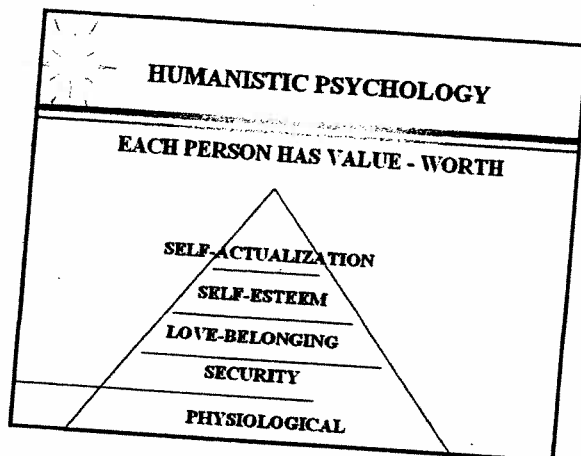 HUMANISTIC PSYCHOLOGY
EACH PERSON HAS VALUE - WORTH
SELF-ACTUALIZATION
SELF-ESTEEM
LOVE-BELONGING
SECURITY
PHYSIOLOGICAL